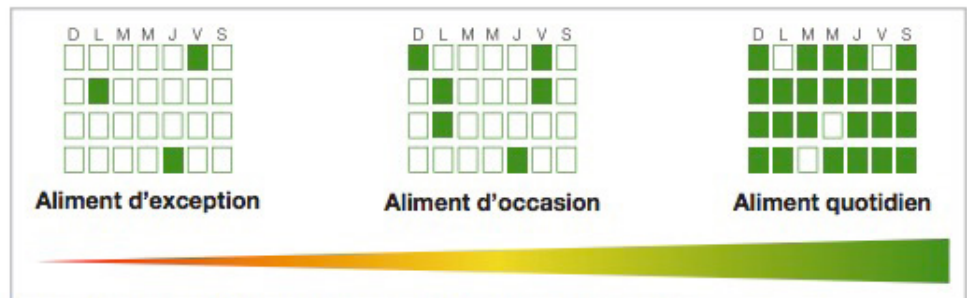 D L M M J V S
D L M M J V S
D L M M J V S
Aliment d'exception
Aliment d'occasion
Aliment quotidien